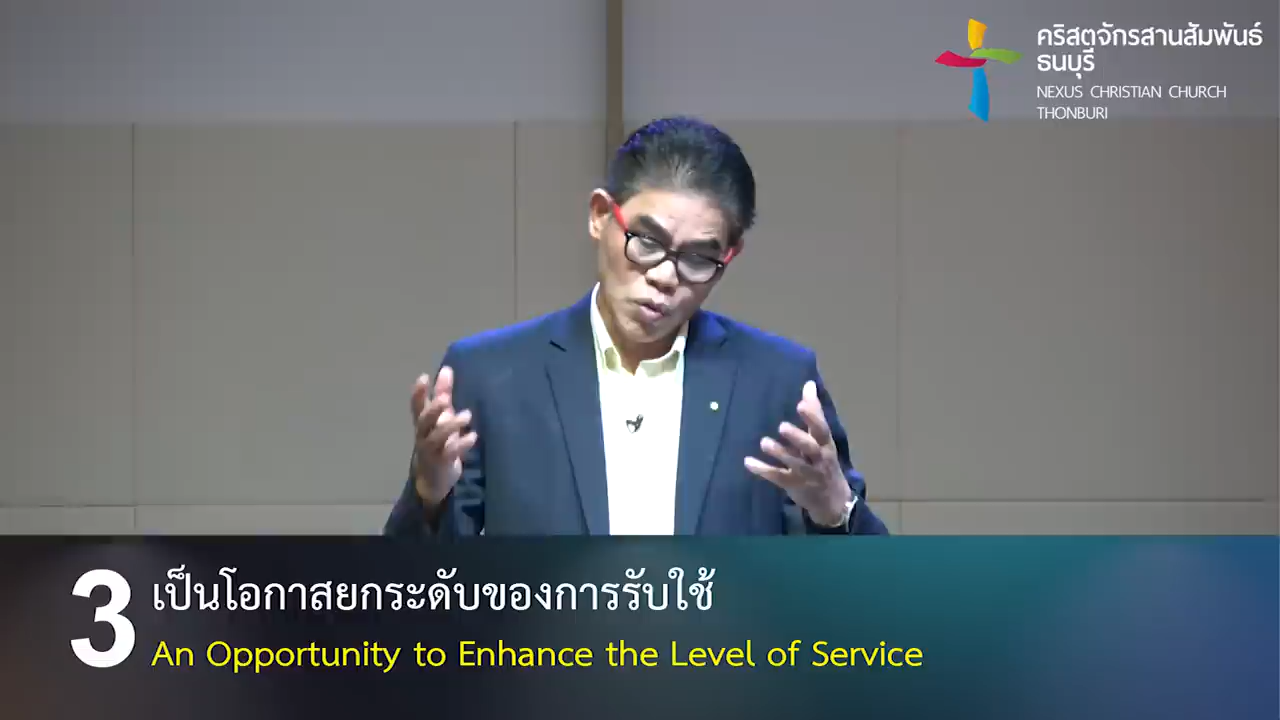 คริสตจักรสานสัมพันธ์
ธนบุรี
NEXUS CHRISTIAN CHURCH
THONBURI
3
เป็นโอกาสยกระดับของการรับใช้
An Opportunity to Enhance the Level of Service